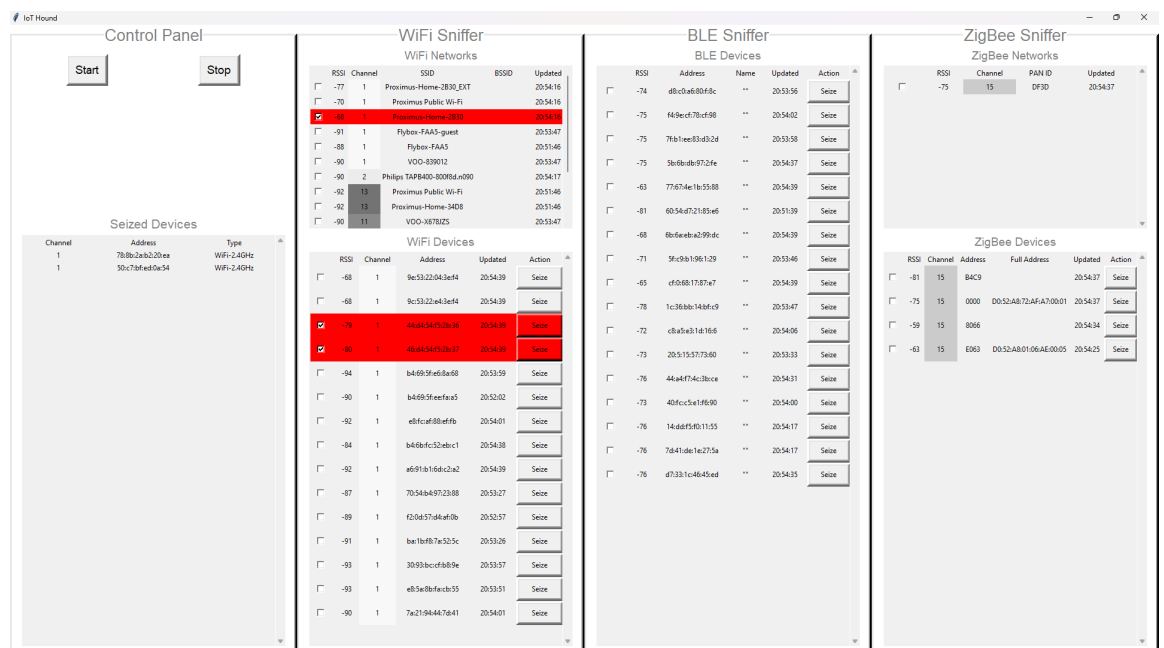 IoT Hound
Control Panel
Start
Stop
Seized Devices
Channel Address Type
1 78:8b:2a:b2:20:ea WiFi-2.4GHz
1 50:c7:bf:ed:0a:54 WiFi-2.4GHz
WiFi Sniffer
WiFi Networks
RSSI Channel SSID BSSID Updated
-77 1 Proximus-Home-2B30_EXT 20:54:16
-70 1 Proximus Public Wi-Fi 20:54:16
1 Proximus-Home-2B30 20:54:16
-91 1 Flybox-FAA5-guest 20:53:47
-88 1 Flybox-FAA5 20:51:46
-90 1 VOO-839012 20:53:47
-90 2 Philips TAPB400-800f8d.n090 20:54:17
-92 13 Proximus Public Wi-Fi 20:51:46
-92 13 Proximus-Home-34D8 20:51:46
-90 11 VOO-X678JZS 20:53:47
WiFi Devices
RSSI Channel Address Updated Action
-68 1 9e:53:22:04:3e:f4 20:54:39 Seize
-68 1 9c:53:22:e4:3e:f4 20:54:39 Seize
1 44:d4:54:f5:2b:36 20:54:39 Seize
1 46:d4:54:f5:2b:37 20:54:39 Seize
-94 1 b4:69:5f:e6:8a:68 20:53:59 Seize
-90 1 b4:69:5f:ee:fa:a5 20:52:02 Seize
-92 1 e8:fc:af:88:ef:fb 20:54:01 Seize
-84 1 b4:6b:fc:52:eb:c1 20:54:38 Seize
-92 1 a6:91:b1:6d:c2:a2 20:54:39 Seize
-87 1 70:54:b4:97:23:88 20:53:27 Seize
-89 1 f2:0d:57:d4:af:0b 20:52:57 Seize
-91 1 ba:1b:f8:7a:52:5c 20:53:26 Seize
-93 1 30:93:bc:cf:b8:9e 20:53:57 Seize
-93 1 e8:5a:8b:fa:cb:55 20:53:51 Seize
-90 1 7a:21:94:44:7d:41 20:54:01 Seize
BLE Sniffer
BLE Devices
RSSI Address Name Updated Action
-74 d8:c0:a6:80:f:8c "" 20:53:56 Seize
-75 f4:9e:cf:78:cf:98 "" 20:54:02 Seize
-75 7f:b1:ee:83:d3:2d "" 20:53:58 Seize
-75 5b:6b:db:97:2:fe "" 20:54:37 Seize
-63 77:67:4e:1b:55:88 "" 20:54:39 Seize
-81 60:54:d7:21:85:e6 "" 20:51:39 Seize
-68 6b:6a:eb:a2:99:dc "" 20:54:39 Seize
-71 5f:c9:b1:96:1:29 "" 20:53:46 Seize
-65 cf:0:68:17:87:e7 "" 20:54:39 Seize
-78 1c:36:bb:14:bf:c9 "" 20:53:47 Seize
-72 c8:a5:e3:1d:16:6 "" 20:54:06 Seize
-73 20:5:15:57:73:60 "" 20:53:33 Seize
-76 44:a4:f7:4c:3b:ce "" 20:54:31 Seize
-73 40:fc:c5:e1:f6:90 "" 20:54:00 Seize
-76 14:dd:f5:f0:11:55 "" 20:54:17 Seize
-76 7d:41:de:1e:27:5a "" 20:54:17 Seize
-76 d7:33:1c:46:45:ed "" 20:54:35 Seize
ZigBee Sniffer
ZigBee Networks
RSSI Channel PAN ID Updated
-75 15 DF3D 20:54:37
ZigBee Devices
RSSI Channel Address Full Address Updated Action
-81 15 B4C9 20:54:37 Seize
-75 15 0000 D0:52:A8:72:AF:A7:00:01 20:54:37 Seize
-59 15 8066 20:54:34 Seize
-63 15 E063 D0:52:A8:01:06:AE:00:05 20:54:25 Seize